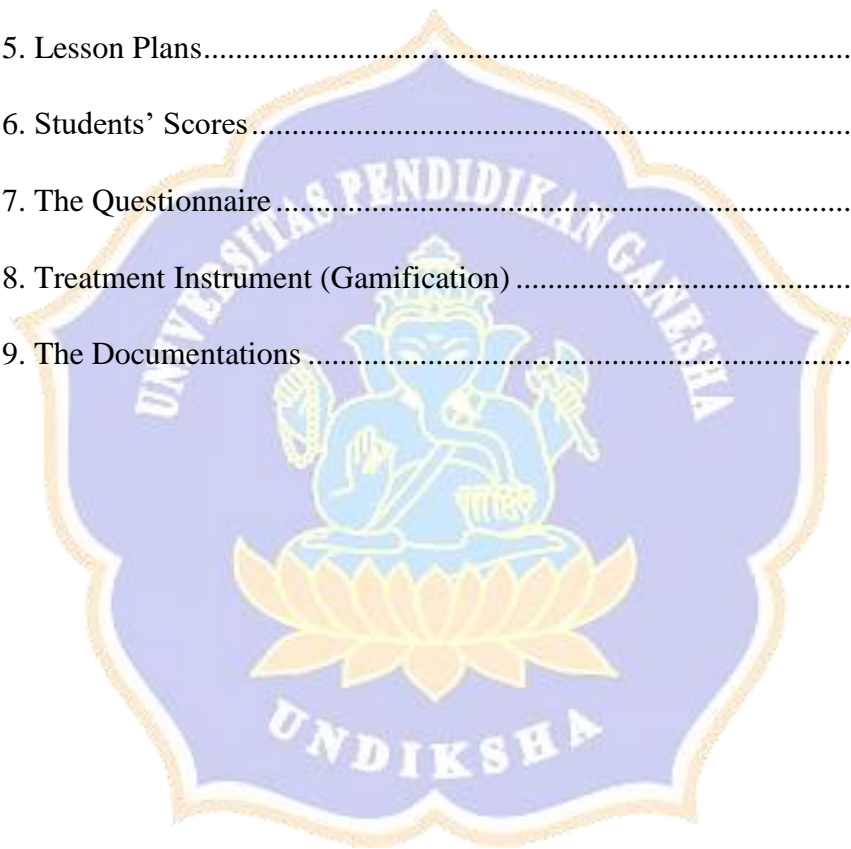 5. Lesson Plans...............................................................................
6. Students’ Scores.........................................................................
7. The Questionnaire......................................................................
8. Treatment Instrument (Gamification).........................................
9. The Documentations..................................................................
UNIVERSITAS PENDIDIKAN GANESHA
UNDIKSHA